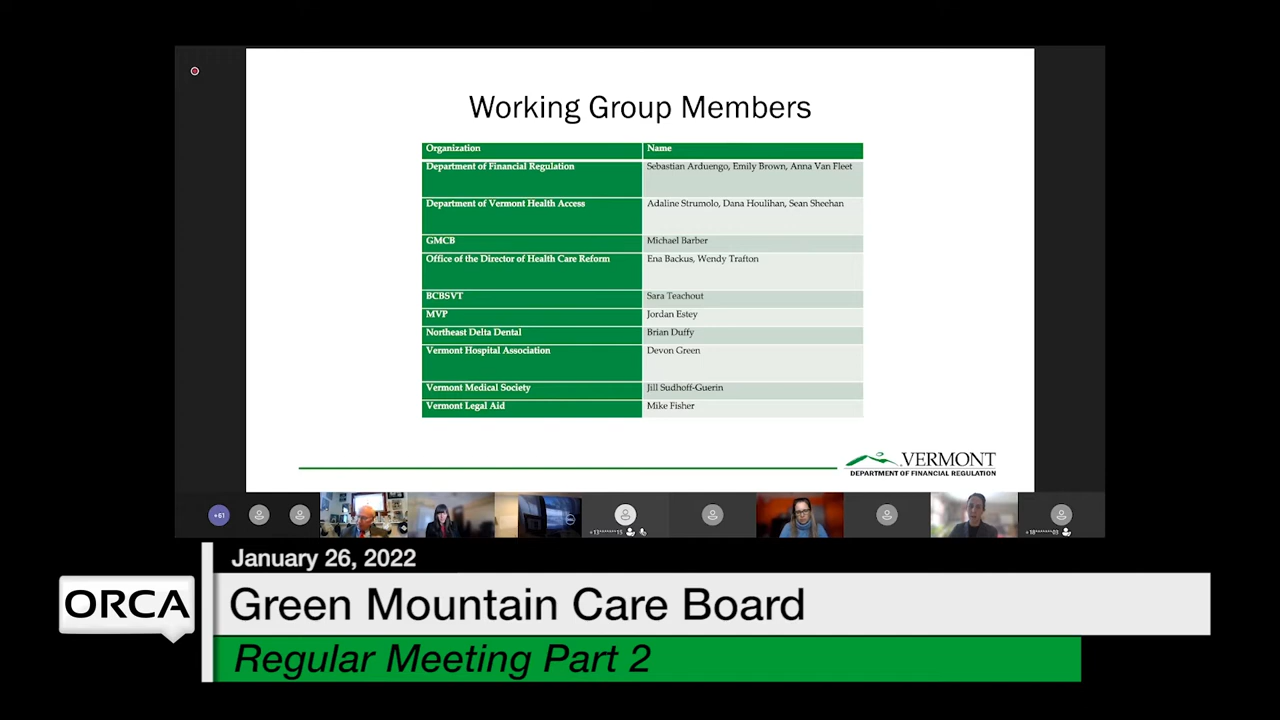 Working Group Members
Organization Name
Department of Financial Regulation Sebastian Arduengo, Emily Brown, Anna Van Fleet
Department of Vermont Health Access Adaline Strumolo, Dana Houlihan, Sean Sheehan
GMCB Michael Barber
Office of the Director of Health Care Reform Ena Backus, Wendy Trafton
BCBSVT Sara Teachout
MVP Jordan Estey
Northeast Delta Dental Brian Duffy
Vermont Hospital Association Devon Green
Vermont Medical Society Jill Sudhoff-Guerin
Vermont Legal Aid Mike Fisher
VERMONT
DEPARTMENT OF FINANCIAL REGULATION
+61
January 26, 2022
ORCA
Green Mountain Care Board
Regular Meeting Part 2